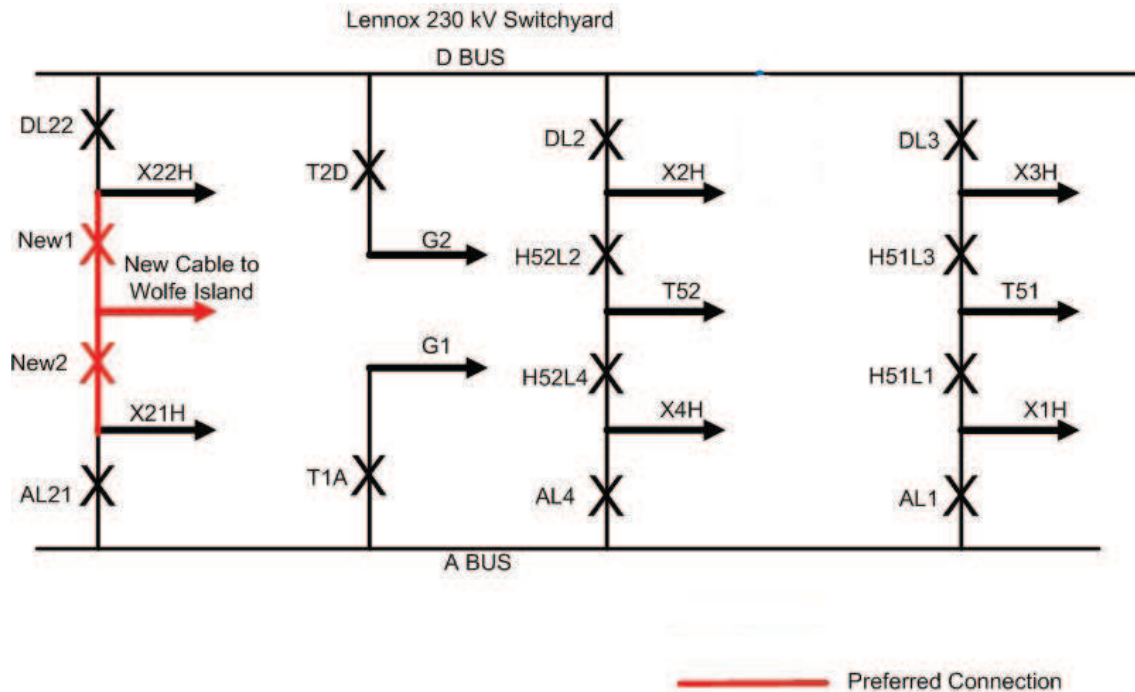 Lennox 230 kV Switchyard
D BUS
DL22
X22H
New1
New Cable to
Wolfe Island
New2
X21H
AL21
T2D
G2
G1
T1A
DL2
X2H
H52L2
T52
H52L4
X4H
AL4
DL3
X3H
H51L3
T51
H51L1
X1H
AL1
A BUS
Preferred Connection